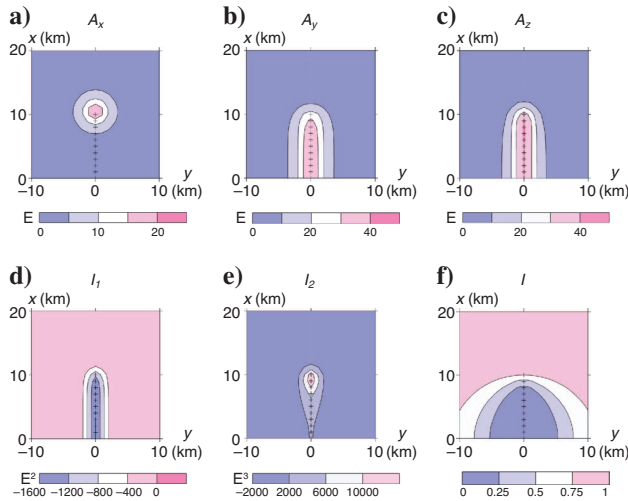 a) Aₓ b) A_y c) A_z
x (km) x (km) x (km)
20 20 20
10 10 10
0 0 0
y y y
−10 0 10 (km) −10 0 10 (km) −10 0 10 (km)
E E E
0 10 20 0 20 40 0 20 40
d) I₁ e) I₂ f) I
x (km) x (km) x (km)
20 20 20
10 10 10
0 0 0
y y y
−10 0 10 (km) −10 0 10 (km) −10 0 10 (km)
E² E³
−1600 −1200 −800 −400 0 −2000 2000 6000 10000 0 0.25 0.5 0.75 1